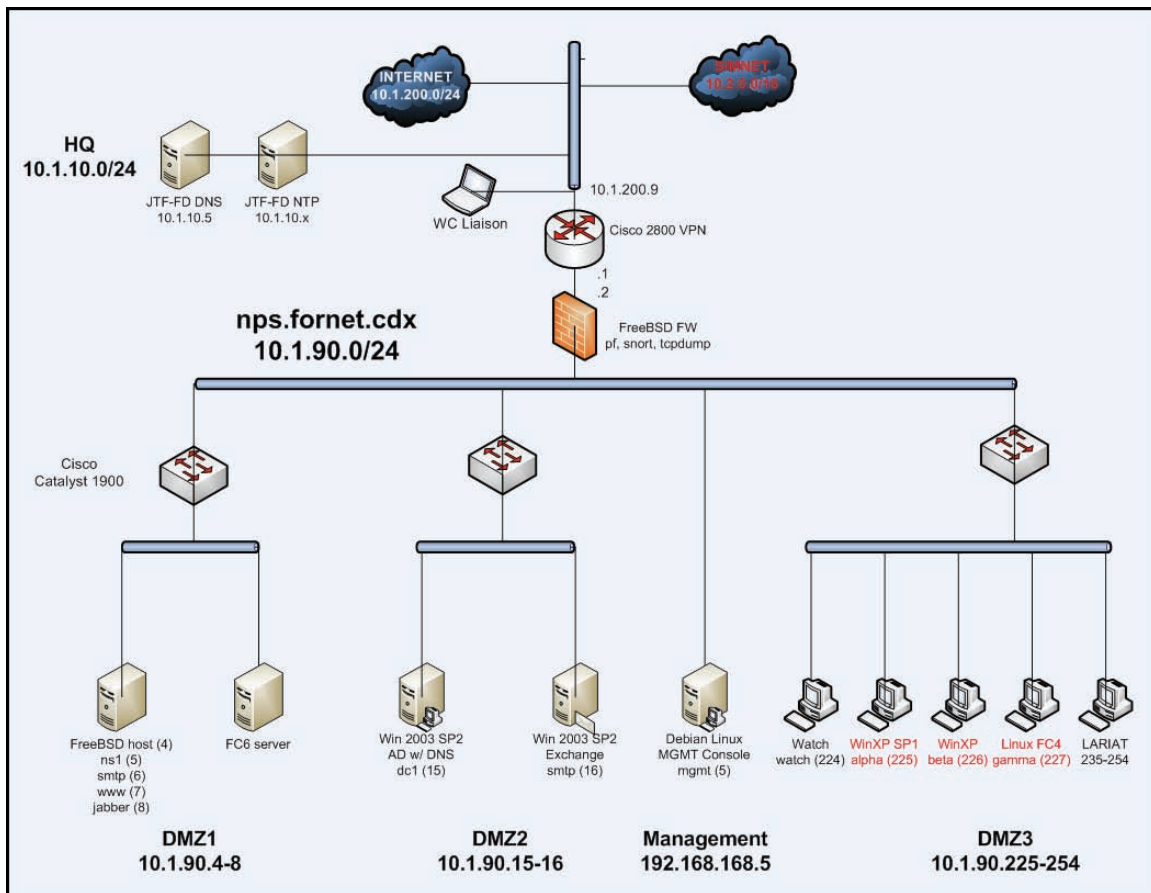 INTERNET
10.1.200.0/24
SIMNET
10.2.0.0/16
HQ
10.1.10.0/24
JTF-FD DNS
10.1.10.5
JTF-FD NTP
10.1.10.x
WC Liaison
10.1.200.9
Cisco 2800 VPN
.1
.2
nps.fornet.cdx
10.1.90.0/24
FreeBSD FW
pf, snort, tcpdump
Cisco
Catalyst 1900
FreeBSD host (4)
ns1 (5)
smtp (6)
www (7)
jabber (8)
FC6 server
Win 2003 SP2
AD w/ DNS
dc1 (15)
Win 2003 SP2
Exchange
smtp (16)
Debian Linux
MGMT Console
mgmt (5)
Watch
watch (224)
WinXP SP1
alpha (225)
WinXP
beta (226)
Linux FC4
gamma (227)
LARIAT
235-254
DMZ1
10.1.90.4-8
DMZ2
10.1.90.15-16
Management
192.168.168.5
DMZ3
10.1.90.225-254